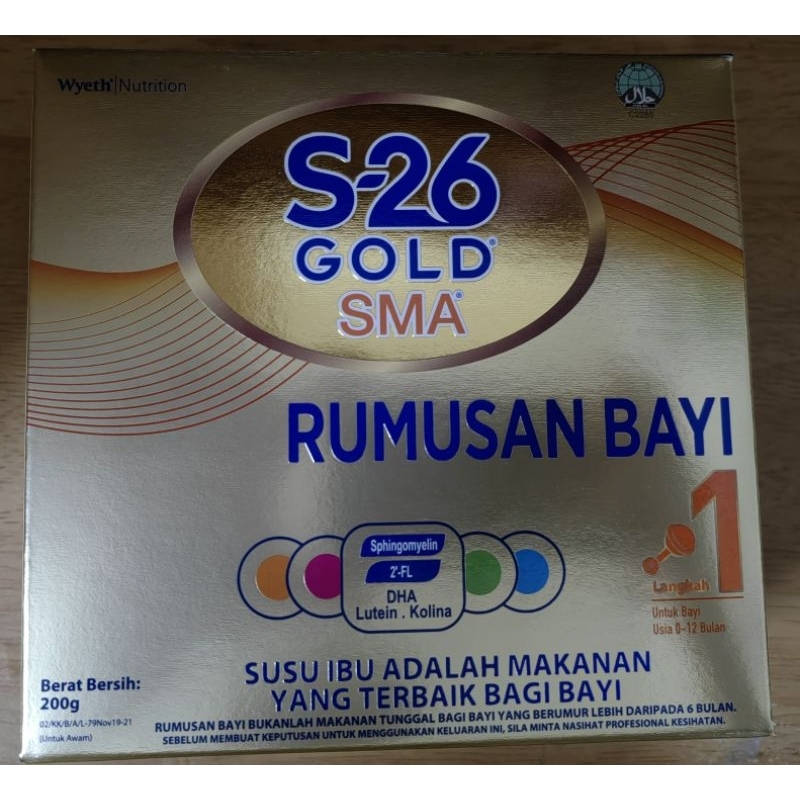 Wyeth® | Nutrition
حلال
S-26
GOLD®
SMA®
RUMUSAN BAYI
1
Langkah
Untuk Bayi
Usia 0-12 Bulan
Sphingomyelin
2'-FL
DHA
Lutein . Kolina
SUSU IBU ADALAH MAKANAN
YANG TERBAIK BAGI BAYI
Berat Bersih:
200g
02/KK/B/A/L-79Nov19-21
(Untuk Awam)
RUMUSAN BAYI BUKANLAH MAKANAN TUNGGAL BAGI BAYI YANG BERUMUR LEBIH DARIPADA 6 BULAN.
SEBELUM MEMBUAT KEPUTUSAN UNTUK MENGGUNAKAN KELUARAN INI, SILA MINTA NASIHAT PROFESIONAL KESIHATAN.